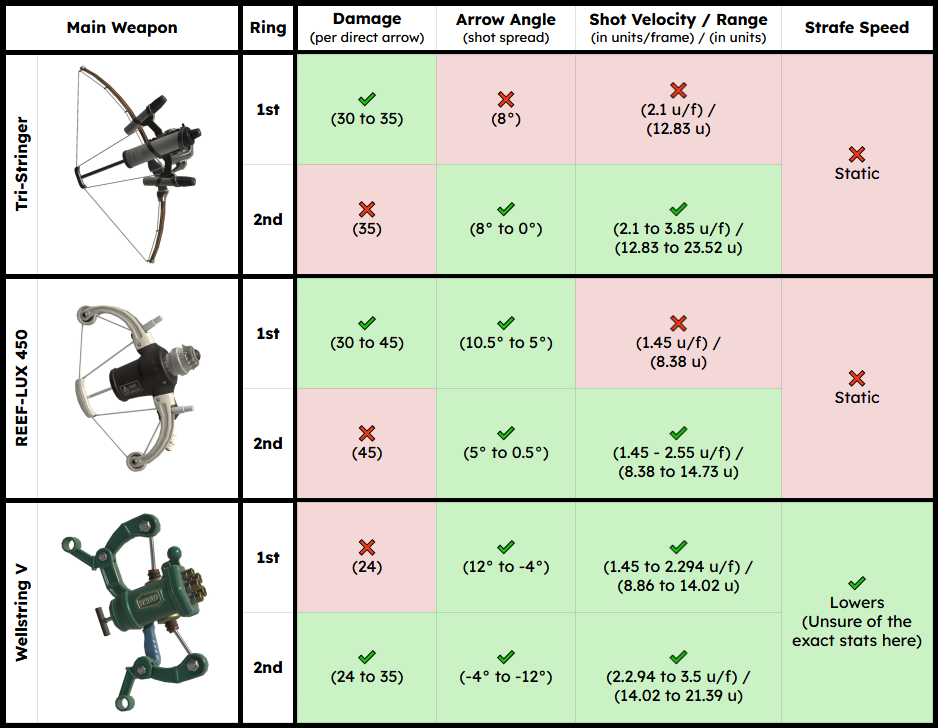 Main Weapon
Ring
Damage
(per direct arrow)
Arrow Angle
(shot spread)
Shot Velocity / Range
(in units/frame) / (in units)
Strafe Speed
Tri-Stringer
1st
(30 to 35)
(8°)
(2.1 u/f) /
(12.83 u)
Static
2nd
(35)
(8° to 0°)
(2.1 to 3.85 u/f) /
(12.83 to 23.52 u)
REEF-LUX 450
1st
(30 to 45)
(10.5° to 5°)
(1.45 u/f) /
(8.38 u)
Static
2nd
(45)
(5° to 0.5°)
(1.45 - 2.55 u/f) /
(8.38 to 14.73 u)
Wellstring V
1st
(24)
(12° to -4°)
(1.45 to 2.294 u/f) /
(8.86 to 14.02 u)
Lowers
(Unsure of the
exact stats here)
2nd
(24 to 35)
(-4° to -12°)
(2.2.94 to 3.5 u/f) /
(14.02 to 21.39 u)